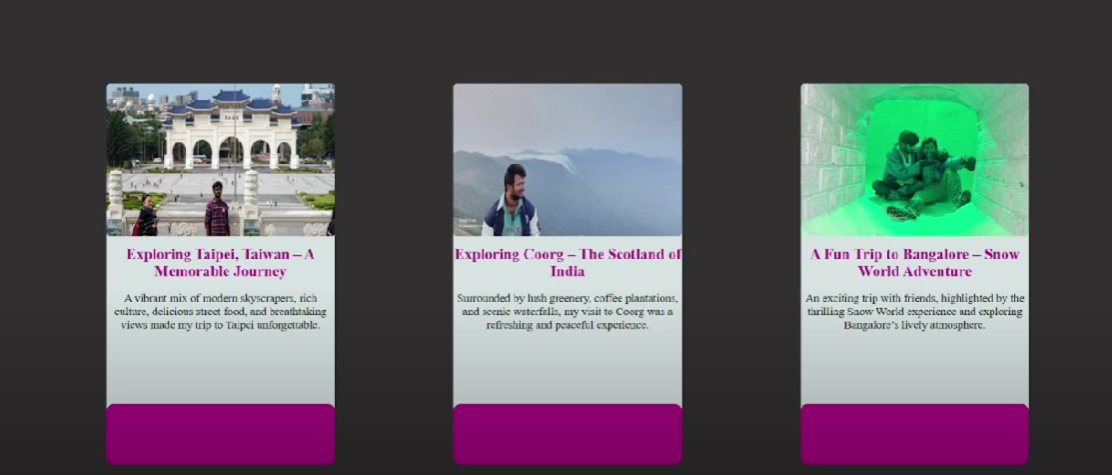 Exploring Taipei, Taiwan – A
Memorable Journey
A vibrant mix of modern skyscrapers, rich
culture, delicious street food, and breathtaking
views made my trip to Taipei unforgettable.
Exploring Coorg – The Scotland of
India
Surrounded by lush greenery, coffee plantations,
and scenic waterfalls, my visit to Coorg was a
refreshing and peaceful experience.
A Fun Trip to Bangalore – Snow
World Adventure
An exciting trip with friends, highlighted by the
thrilling Snow World experience and exploring
Bangalore's lively atmosphere.